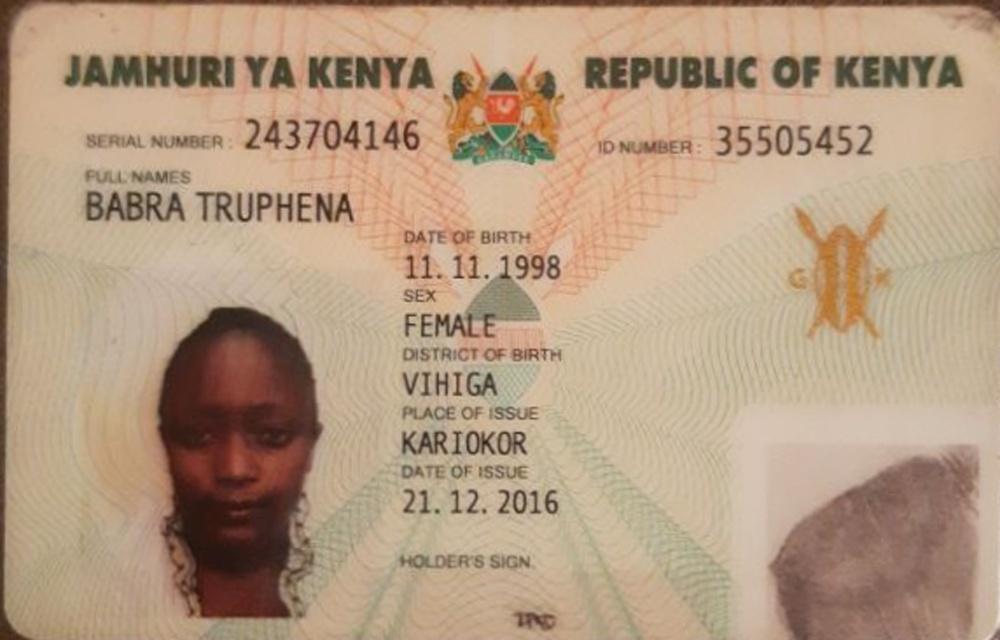 JAMHURI YA KENYA REPUBLIC OF KENYA
SERIAL NUMBER : 243704146 ID NUMBER : 35505452
FULL NAMES
BABRA TRUPHENA
DATE OF BIRTH
11. 11. 1998
SEX
FEMALE
DISTRICT OF BIRTH
VIHIGA
PLACE OF ISSUE
KARIOKOR
DATE OF ISSUE
21. 12. 2016
G K
HOLDER'S SIGN.